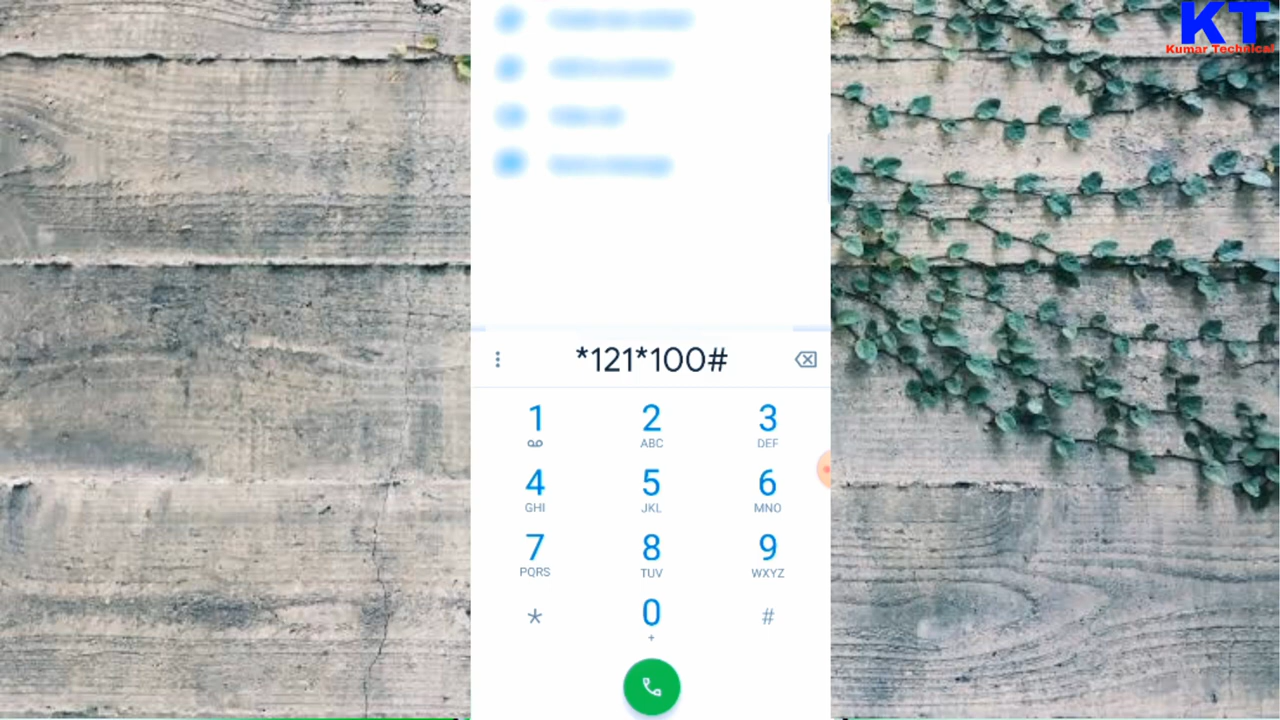 KT
Kumar Technical
*121*100#
1 2 3
ABC DEF
4 5 6
GHI JKL MNO
7 8 9
PQRS TUV WXYZ
* 0 #
+